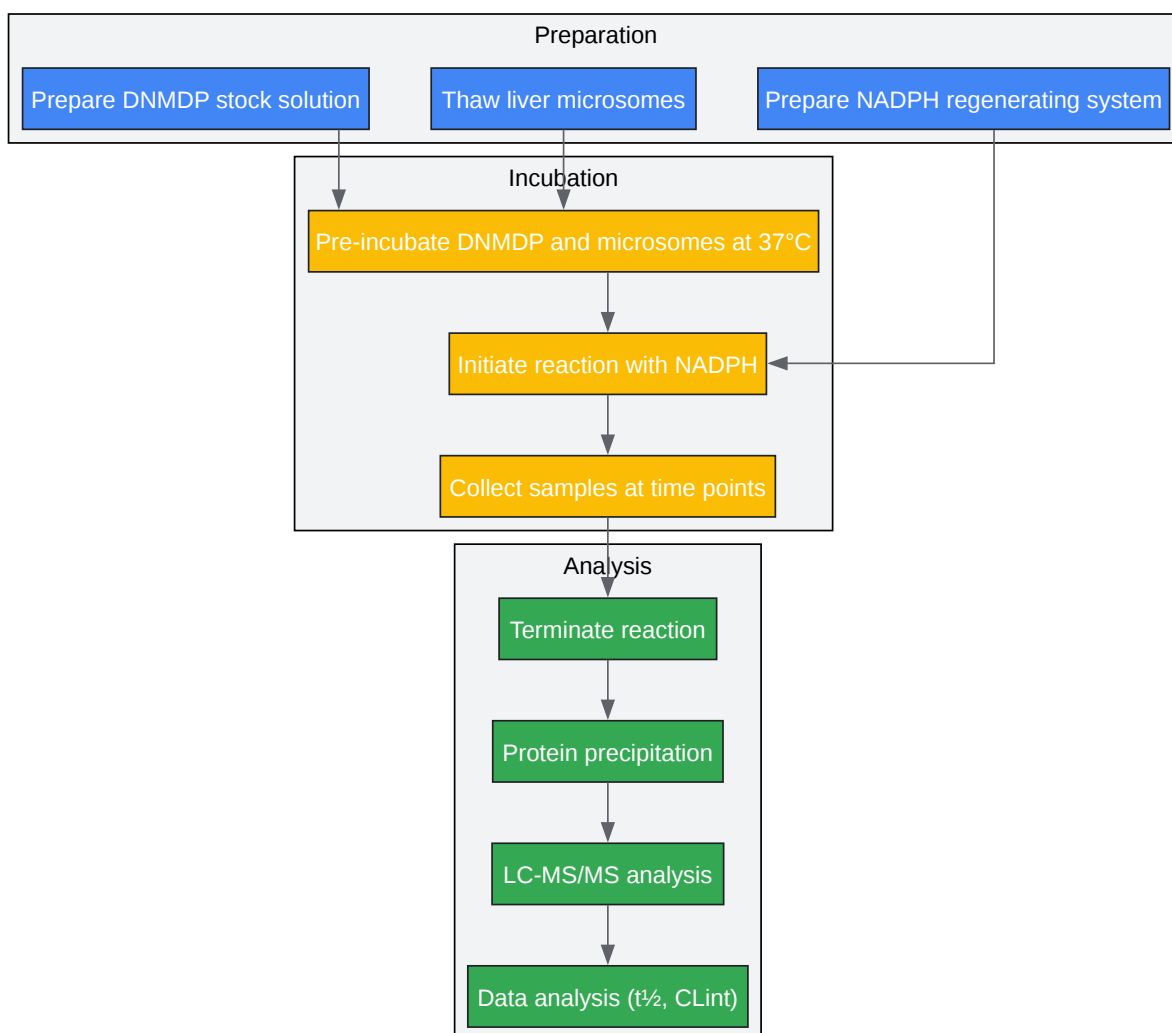 Preparation
Prepare DNMDP stock solution
Thaw liver microsomes
Prepare NADPH regenerating system
Incubation
Pre-incubate DNMDP and microsomes at 37°C
Initiate reaction with NADPH
Collect samples at time points
Analysis
Terminate reaction
Protein precipitation
LC-MS/MS analysis
Data analysis (t½, CLint)